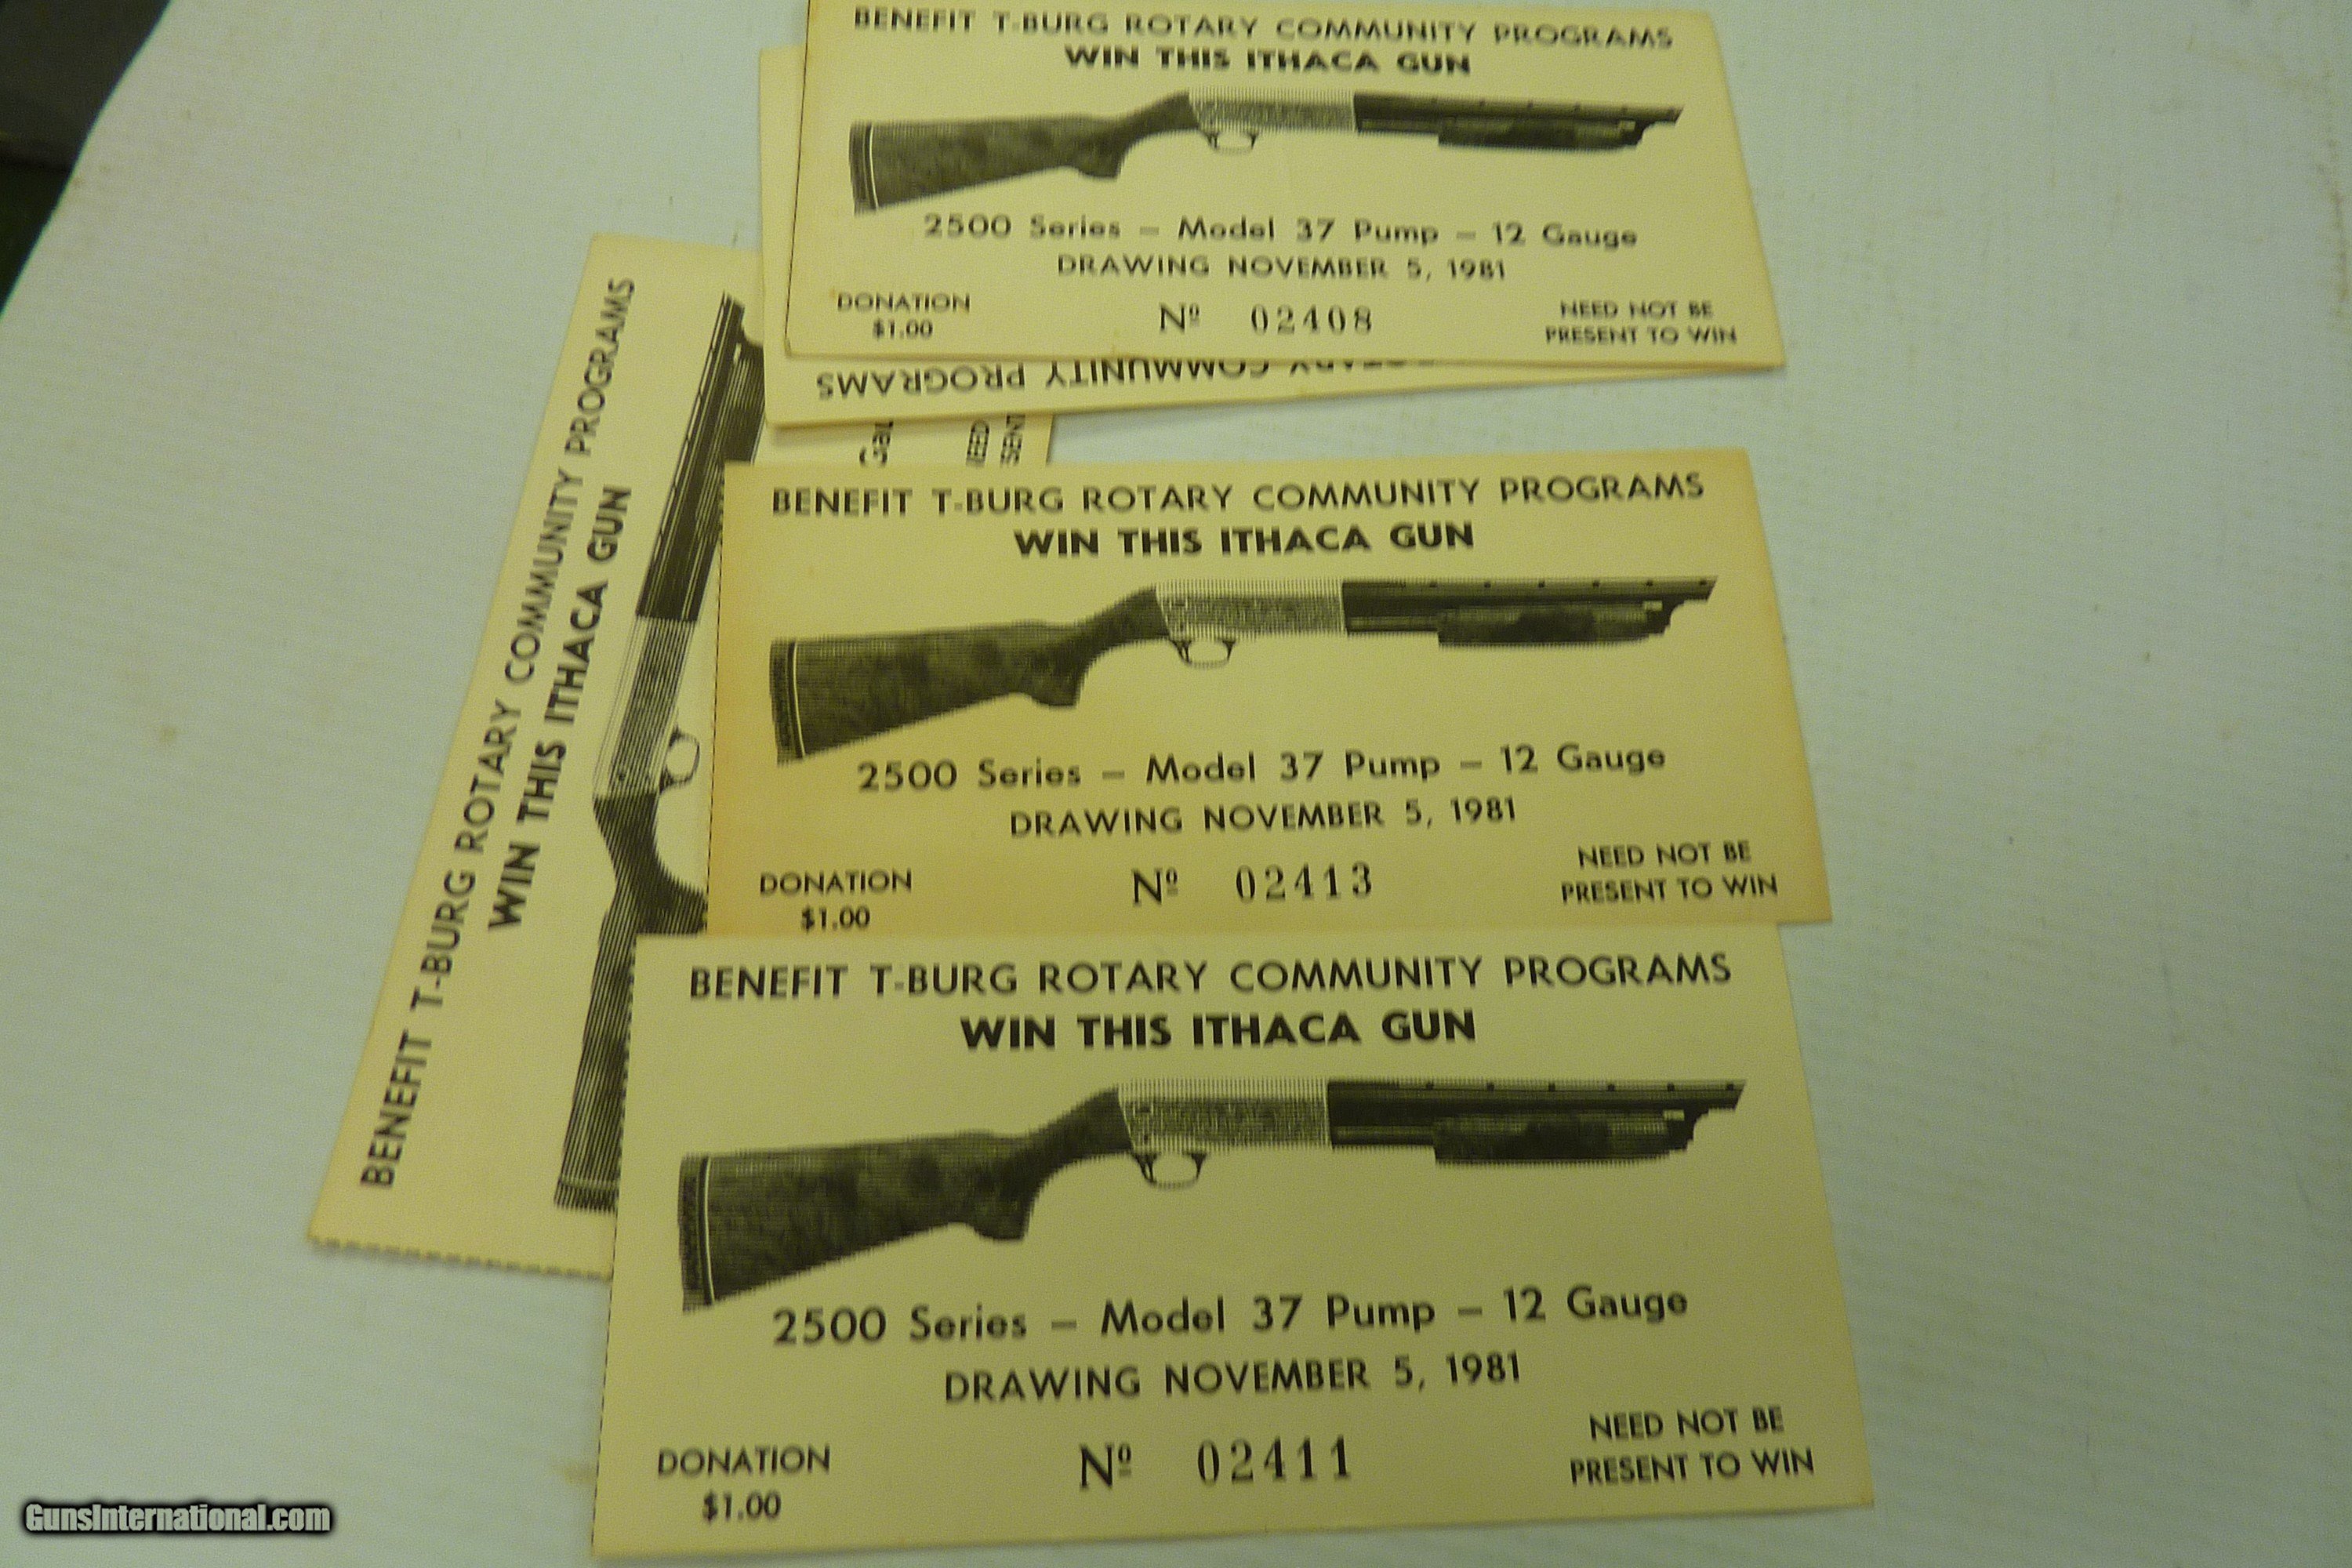 BENEFIT T-BURG ROTARY COMMUNITY PROGRAMS
WIN THIS ITHACA GUN
2500 Series – Model 37 Pump – 12 Gauge
DRAWING NOVEMBER 5, 1981
DONATION
$1.00
Nº 02408
NEED NOT BE
PRESENT TO WIN
COMMUNITY PROGRAMS
BENEFIT T-BURG ROTARY COMMUNITY PROGRAMS
WIN THIS ITHACA GUN
BENEFIT T-BURG ROTARY COMMUNITY PROGRAMS
WIN THIS ITHACA GUN
2500 Series – Model 37 Pump – 12 Gauge
DRAWING NOVEMBER 5, 1981
DONATION
$1.00
Nº 02413
NEED NOT BE
PRESENT TO WIN
BENEFIT T-BURG ROTARY COMMUNITY PROGRAMS
WIN THIS ITHACA GUN
2500 Series – Model 37 Pump – 12 Gauge
DRAWING NOVEMBER 5, 1981
DONATION
$1.00
Nº 02411
NEED NOT BE
PRESENT TO WIN
GunsInternational.com